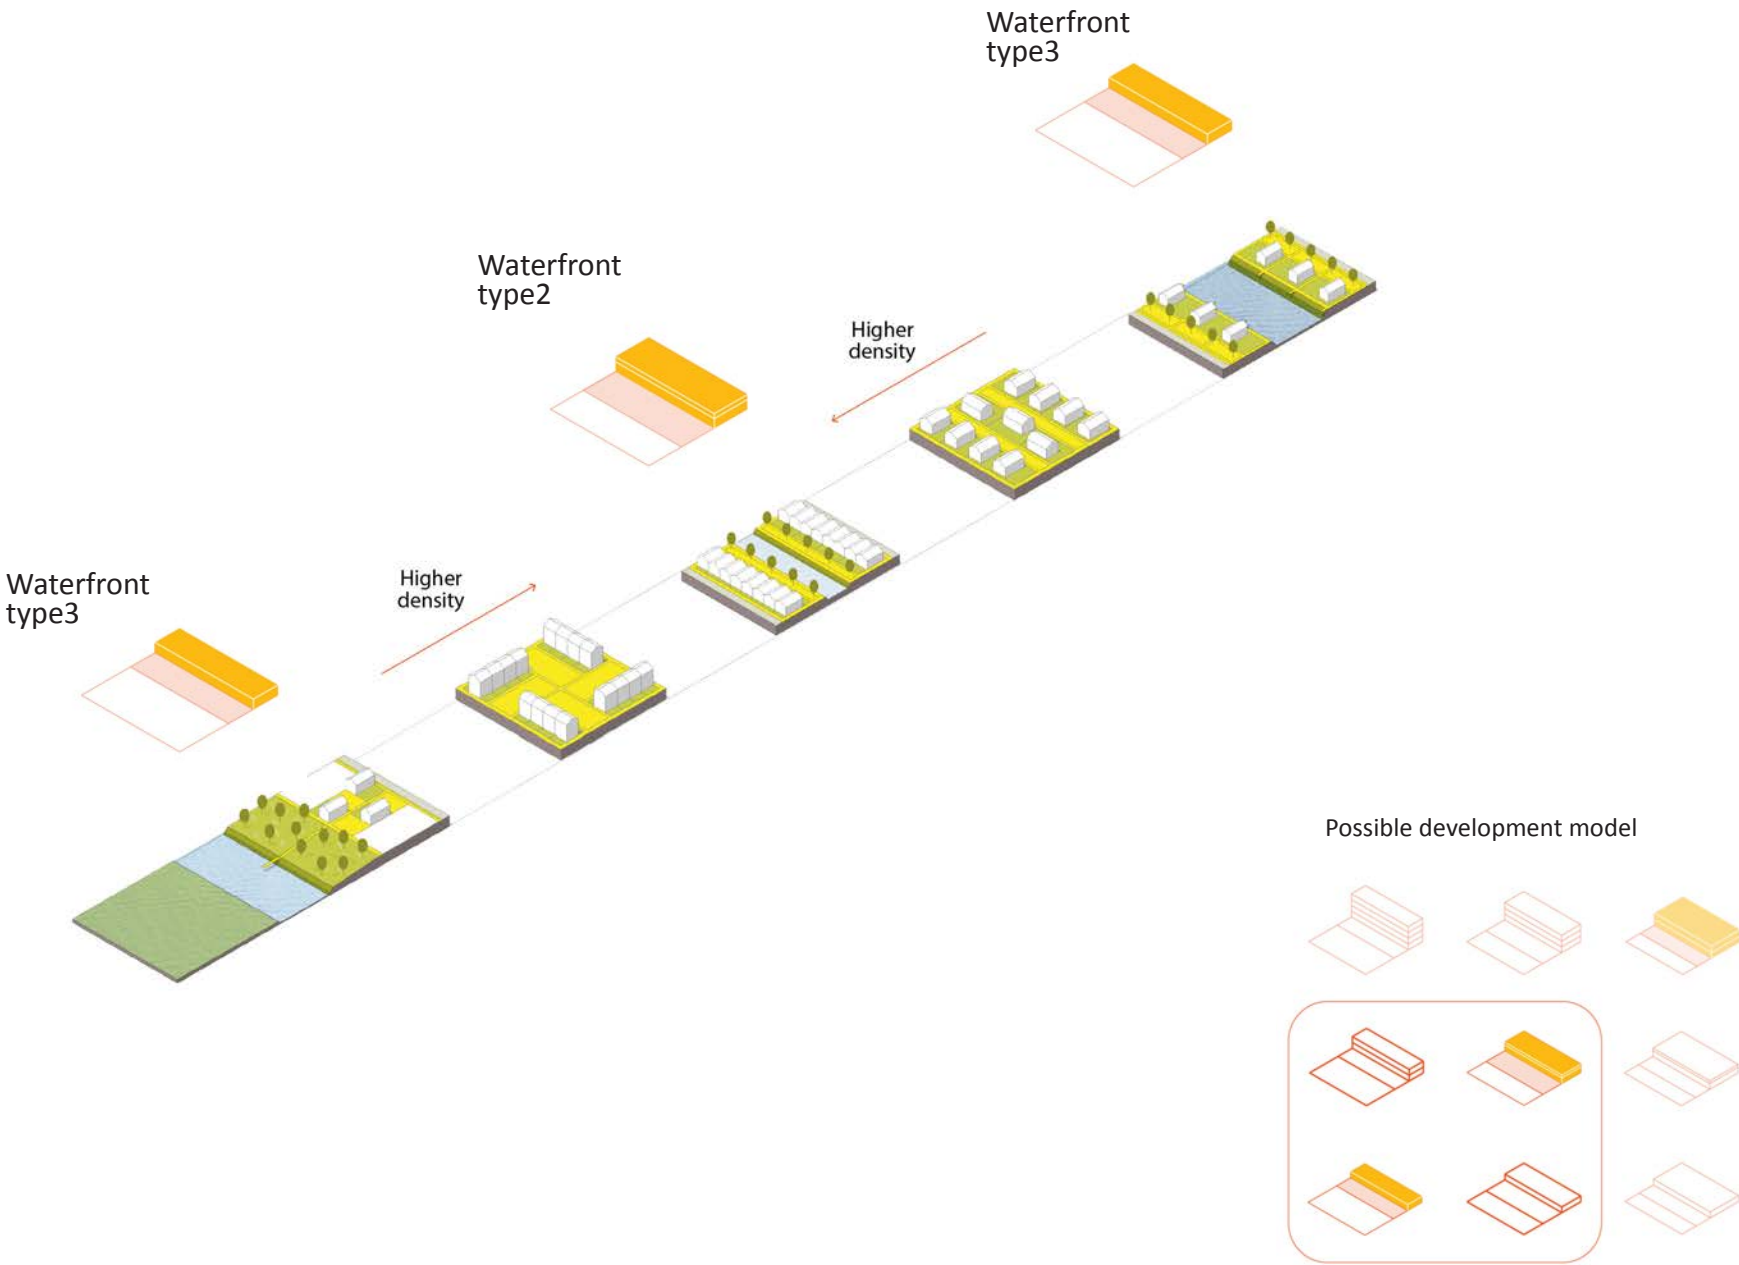 Waterfront
type3
Waterfront
type2
Higher
density
Waterfront
type3
Higher
density
Possible development model